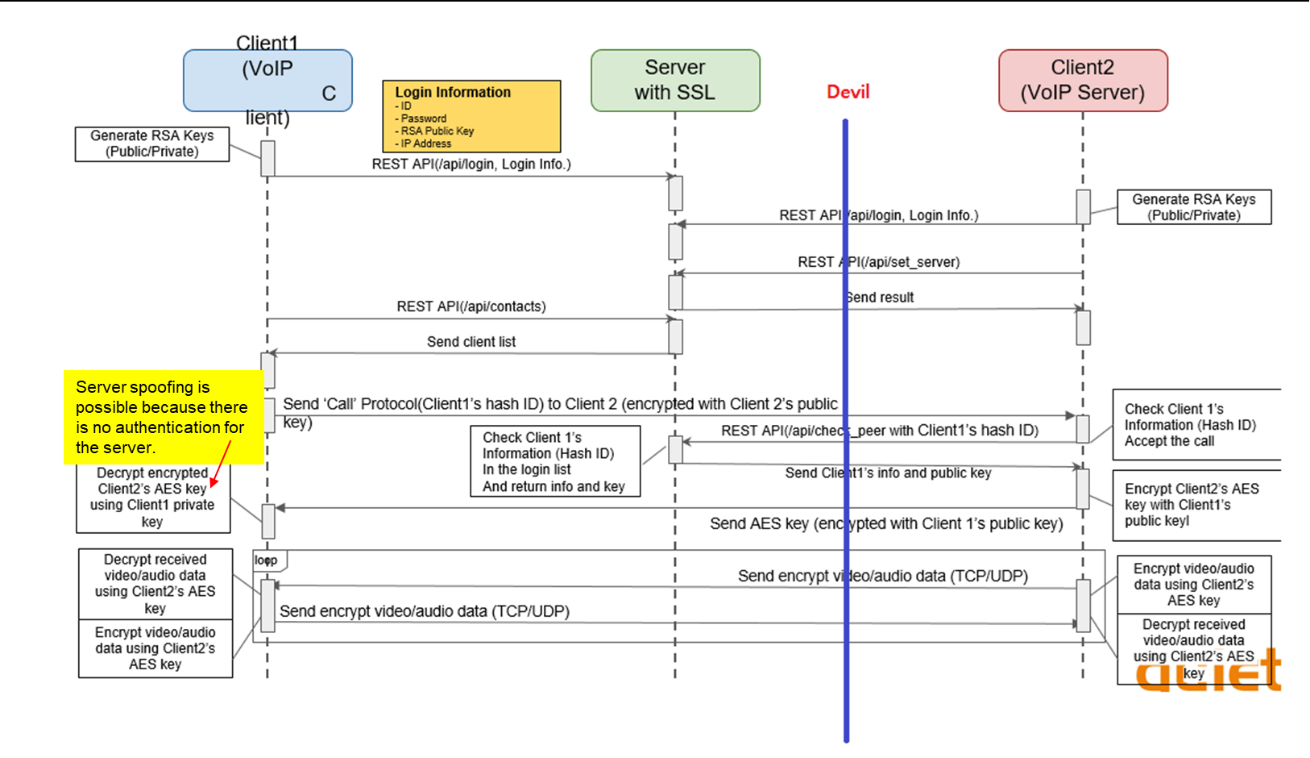 Client1
(VoIP
C
lient)
Server
with SSL
Devil
Client2
(VoIP Server)
Login Information
- ID
- Password
- RSA Public Key
- IP Address
Generate RSA Keys
(Public/Private)
REST API(/api/login, Login Info.)
Generate RSA Keys
(Public/Private)
REST API(/api/login, Login Info.)
REST API(/api/set_server)
Send result
REST API(/api/contacts)
Send client list
Server spoofing is
possible because there
is no authentication for
the server.
Send ‘Call’ Protocol(Client1’s hash ID) to Client 2 (encrypted with Client 2’s public
key)
Check Client 1’s
Information (Hash ID)
Accept the call
REST API(/api/check_peer with Client1’s hash ID)
Check Client 1’s
Information (Hash ID)
In the login list
And return info and key
Send Client1’s info and public key
Decrypt encrypted
Client2’s AES key
using Client1 private
key
Encrypt Client2’s AES
key with Client1’s
public keyl
Send AES key (encrypted with Client 1’s public key)
loop
Decrypt received
video/audio data
using Client2’s AES
key
Send encrypt video/audio data (TCP/UDP)
Encrypt video/audio
data using Client2’s
AES key
Send encrypt video/audio data (TCP/UDP)
Encrypt video/audio
data using Client2’s
AES key
Decrypt received
video/audio data
using Client2’s AES
key
quiet